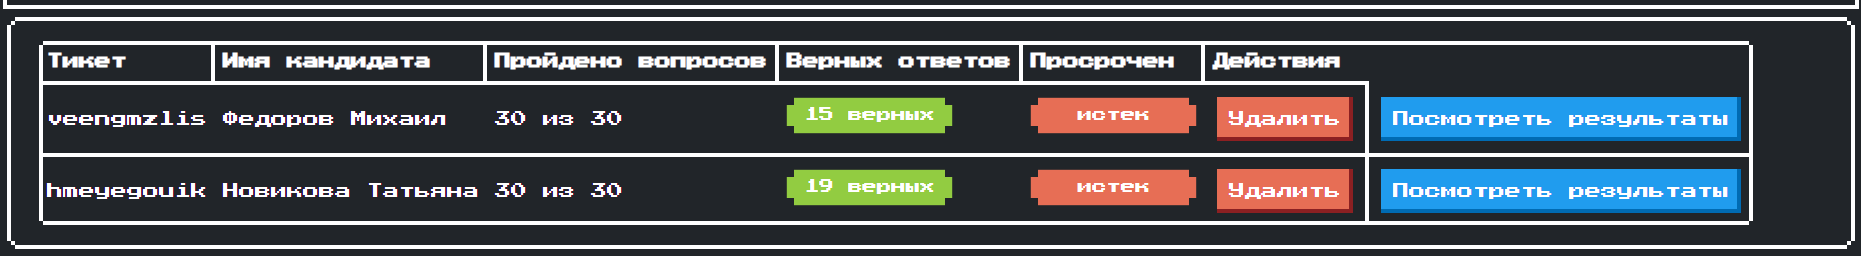 Тикет Имя кандидата Пройдено вопросов Верных ответов Просрочен Действия
veengmzlis Федоров Михаил 30 из 30 15 верных истек Удалить Посмотреть результаты
hmeyegouik Новикова Татьяна 30 из 30 19 верных истек Удалить Посмотреть результаты